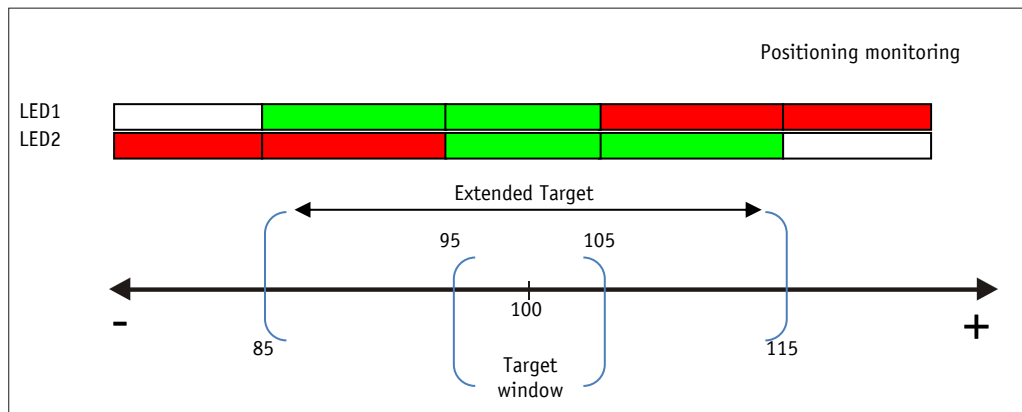 Positioning monitoring
LED1
LED2
Extended Target
95
105
100
-
+
85
115
Target
window